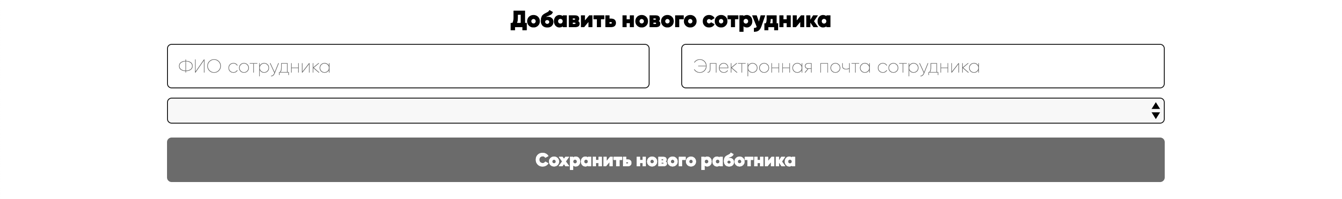 Добавить нового сотрудника
ФИО сотрудника
Электронная почта сотрудника
Сохранить нового работника